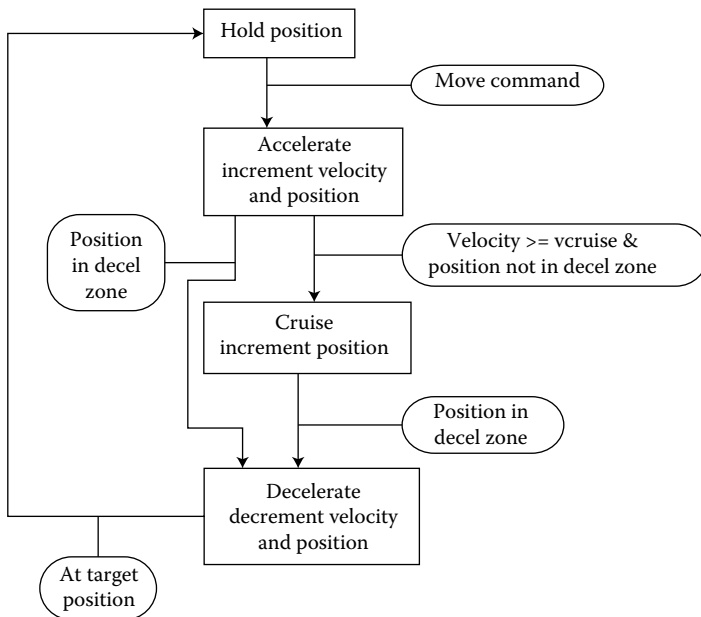 Hold position
Move command
Accelerate
increment velocity
and position
Position
in decel
zone
Velocity >= vcruise &
position not in decel zone
Cruise
increment position
Position in
decel zone
Decelerate
decrement velocity
and position
At target
position